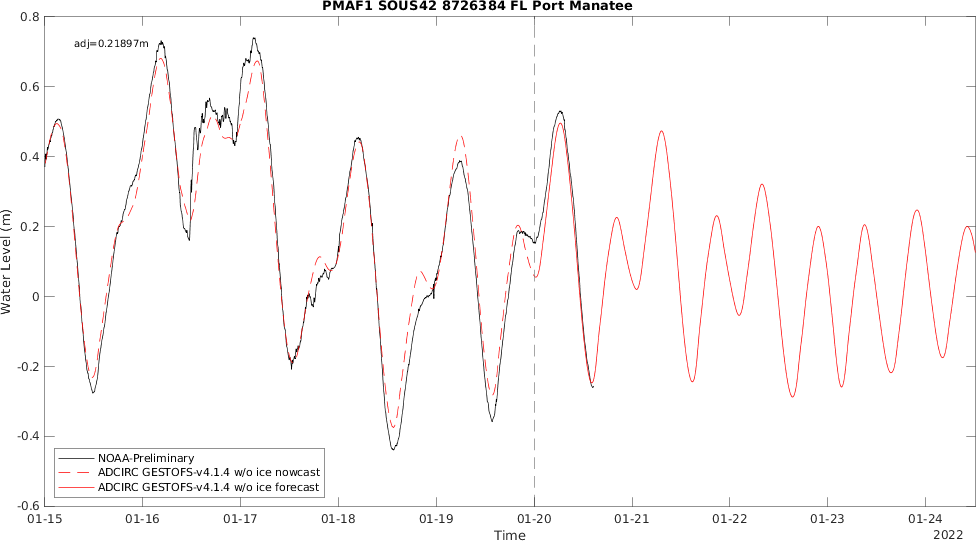 PMAF1 SOUS42 8726384 FL Port Manatee
adj=0.21897m
Water Level (m)
0.8
0.6
0.4
0.2
0
-0.2
-0.4
-0.6
NOAA-Preliminary
ADCIRC GESTOFS-v4.1.4 w/o ice nowcast
ADCIRC GESTOFS-v4.1.4 w/o ice forecast
01-15 01-16 01-17 01-18 01-19 01-20 01-21 01-22 01-23 01-24
Time
2022